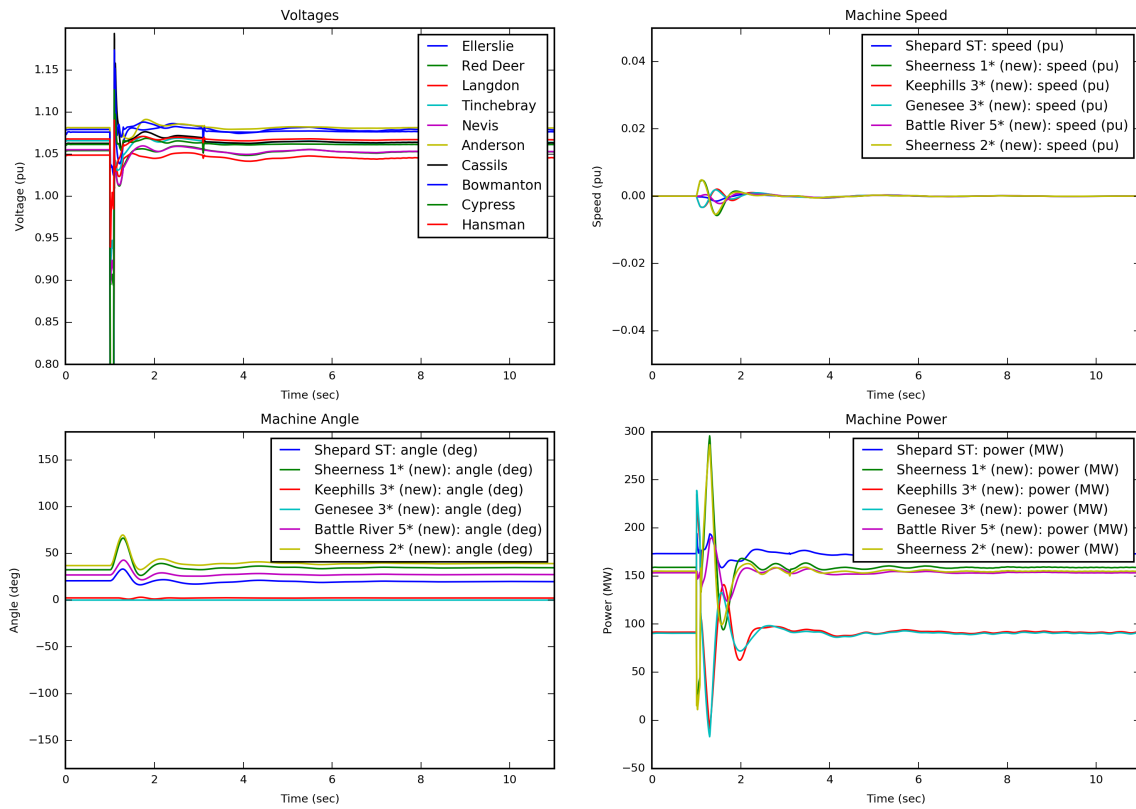 Voltages
1.15
1.10
1.05
1.00
0.95
0.90
0.85
0.80
Voltage (pu)
0 2 4 6 8 10
Time (sec)
Ellerslie
Red Deer
Langdon
Tinchebray
Nevis
Anderson
Cassils
Bowmanton
Cypress
Hansman
Machine Speed
0.04
0.02
0.00
−0.02
−0.04
Speed (pu)
0 2 4 6 8 10
Time (sec)
Shepard ST: speed (pu)
Sheerness 1* (new): speed (pu)
Keephills 3* (new): speed (pu)
Genesee 3* (new): speed (pu)
Battle River 5* (new): speed (pu)
Sheerness 2* (new): speed (pu)
Machine Angle
150
100
50
0
−50
−100
−150
Angle (deg)
0 2 4 6 8 10
Time (sec)
Shepard ST: angle (deg)
Sheerness 1* (new): angle (deg)
Keephills 3* (new): angle (deg)
Genesee 3* (new): angle (deg)
Battle River 5* (new): angle (deg)
Sheerness 2* (new): angle (deg)
Machine Power
300
250
200
150
100
50
0
−50
Power (MW)
0 2 4 6 8 10
Time (sec)
Shepard ST: power (MW)
Sheerness 1* (new): power (MW)
Keephills 3* (new): power (MW)
Genesee 3* (new): power (MW)
Battle River 5* (new): power (MW)
Sheerness 2* (new): power (MW)